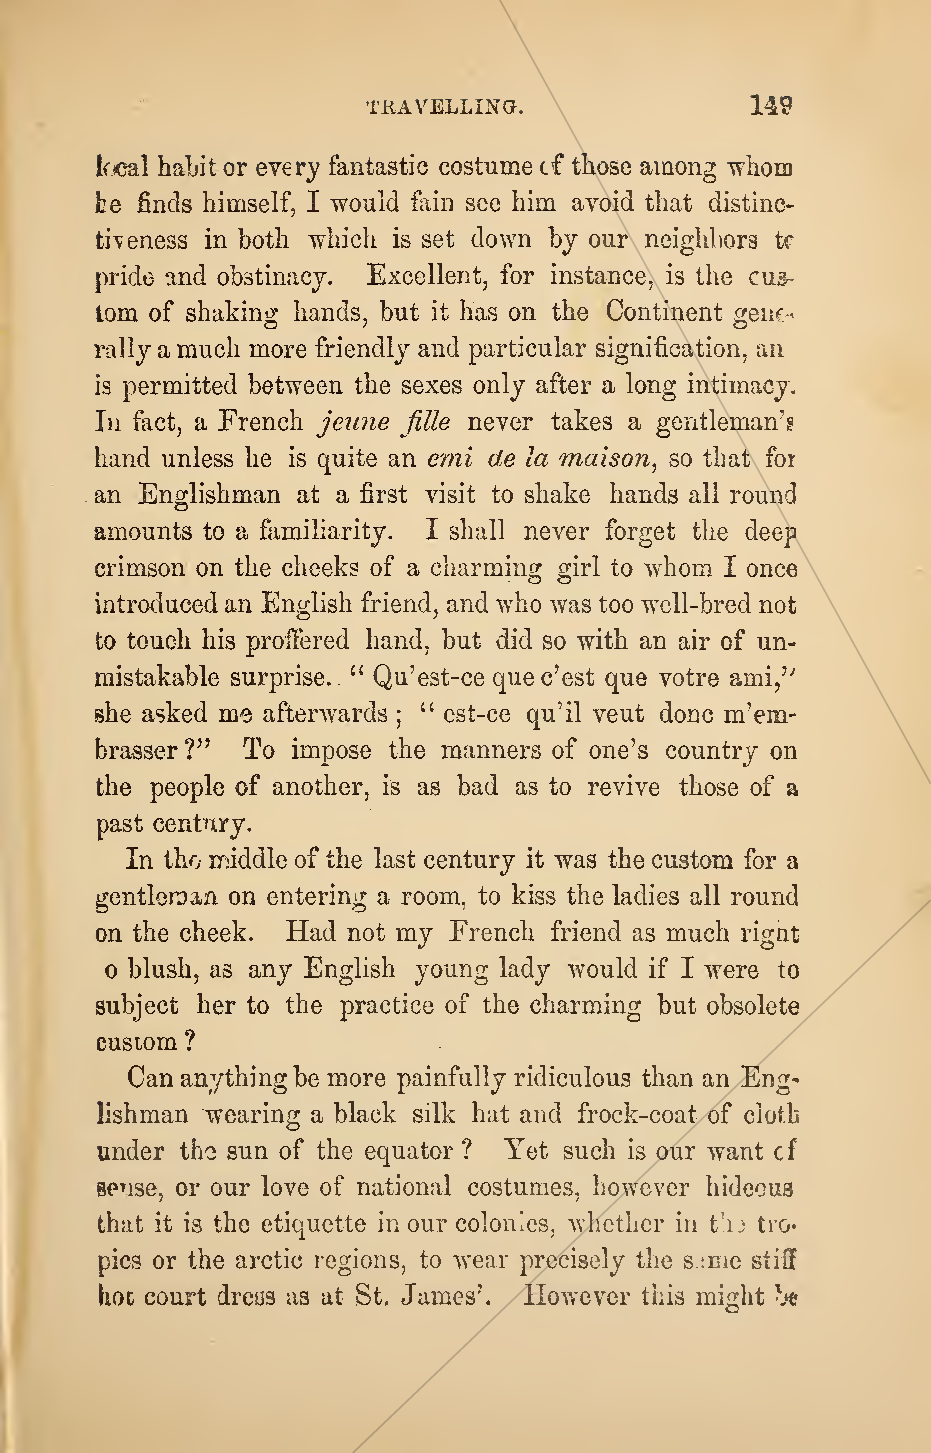 TRAVELLING. 149
local habit or every fantastic costume of those among whom
he finds himself, I would fain see him avoid that distinc-
tiveness in both which is set down by our neighbors to
pride and obstinacy. Excellent, for instance, is the cus-
tom of shaking hands, but it has on the Continent gene-
rally a much more friendly and particular signification, an
is permitted between the sexes only after a long intimacy.
In fact, a French jeune fille never takes a gentleman's
hand unless he is quite an emi de la maison, so that for
an Englishman at a first visit to shake hands all round
amounts to a familiarity. I shall never forget the deep
crimson on the cheeks of a charming girl to whom I once
introduced an English friend, and who was too well-bred not
to touch his proffered hand, but did so with an air of un-
mistakable surprise. “ Qu'est-ce que c'est que votre ami,”
she asked me afterwards ; “ est-ce qu'il veut donc m'em-
brasser ?” To impose the manners of one's country on
the people of another, is as bad as to revive those of a
past century.
In the middle of the last century it was the custom for a
gentleman on entering a room, to kiss the ladies all round
on the cheek. Had not my French friend as much right
o blush, as any English young lady would if I were to
subject her to the practice of the charming but obsolete
custom ?
Can anything be more painfully ridiculous than an Eng-
lishman wearing a black silk hat and frock-coat of cloth
under the sun of the equator ? Yet such is our want of
sense, or our love of national costumes, however hideous
that it is the etiquette in our colonies, whether in the tro-
pics or the arctic regions, to wear precisely the same stiff
hot court dress as at St. James'. However this might be